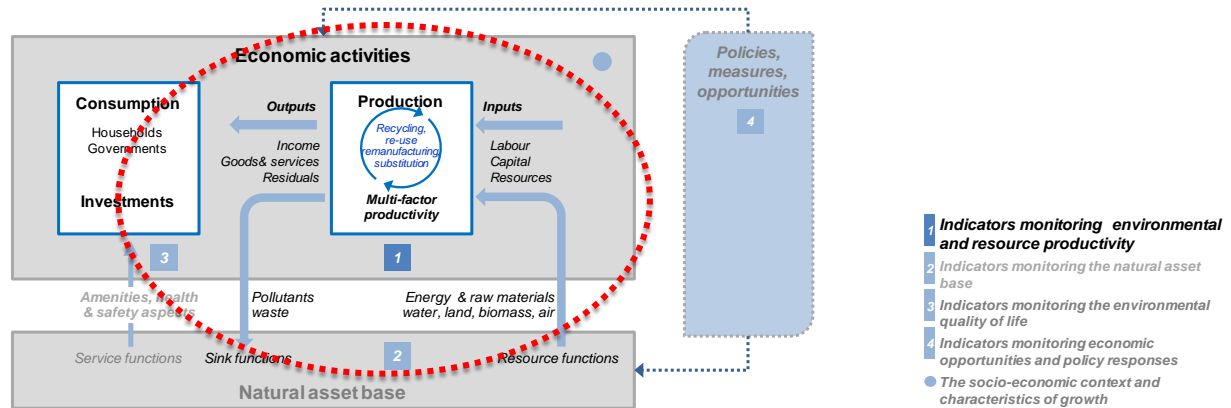 Economic activities
Consumption
Households
Governments
Investments
Outputs
Income
Goods& services
Residuals
Production
Recycling,
re-use
remanufacturing,
substitution
Multi-factor
productivity
Inputs
Labour
Capital
Resources
3
1
Amenities, health
& safety aspects
Pollutants
waste
Energy & raw materials
water, land, biomass, air
Service functions
Sink functions
2
Resource functions
Natural asset base
Policies,
measures,
opportunities
4
1 Indicators monitoring environmental
and resource productivity
2 Indicators monitoring the natural asset
base
3 Indicators monitoring the environmental
quality of life
4 Indicators monitoring economic
opportunities and policy responses
The socio-economic context and
characteristics of growth